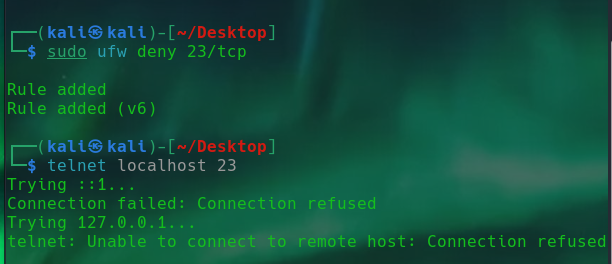 ┌──(kali㉿kali)-[~/Desktop]
└─$ sudo ufw deny 23/tcp
Rule added
Rule added (v6)
┌──(kali㉿kali)-[~/Desktop]
└─$ telnet localhost 23
Trying ::1...
Connection failed: Connection refused
Trying 127.0.0.1...
telnet: Unable to connect to remote host: Connection refused